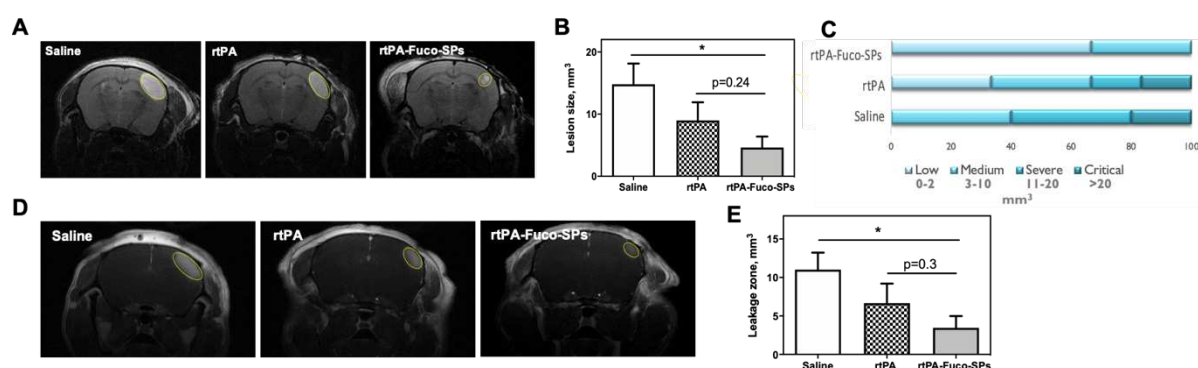 A
Saline
rtPA
rtPA-Fuco-SPs
B
Lesion size, mm³
20
10
0
*
p=0.24
Saline
rtPA
rtPA-Fuco-SPs
C
rtPA-Fuco-SPs
rtPA
Saline
0 20 40 60 80 100
Low Medium Severe Critical
0-2 3-10 11-20 >20
mm³
D
Saline
rtPA
rtPA-Fuco-SPs
E
Leakage zone, mm³
15
10
5
0
*
p=0.3
Saline
rtPA
rtPA-Fuco-SPs